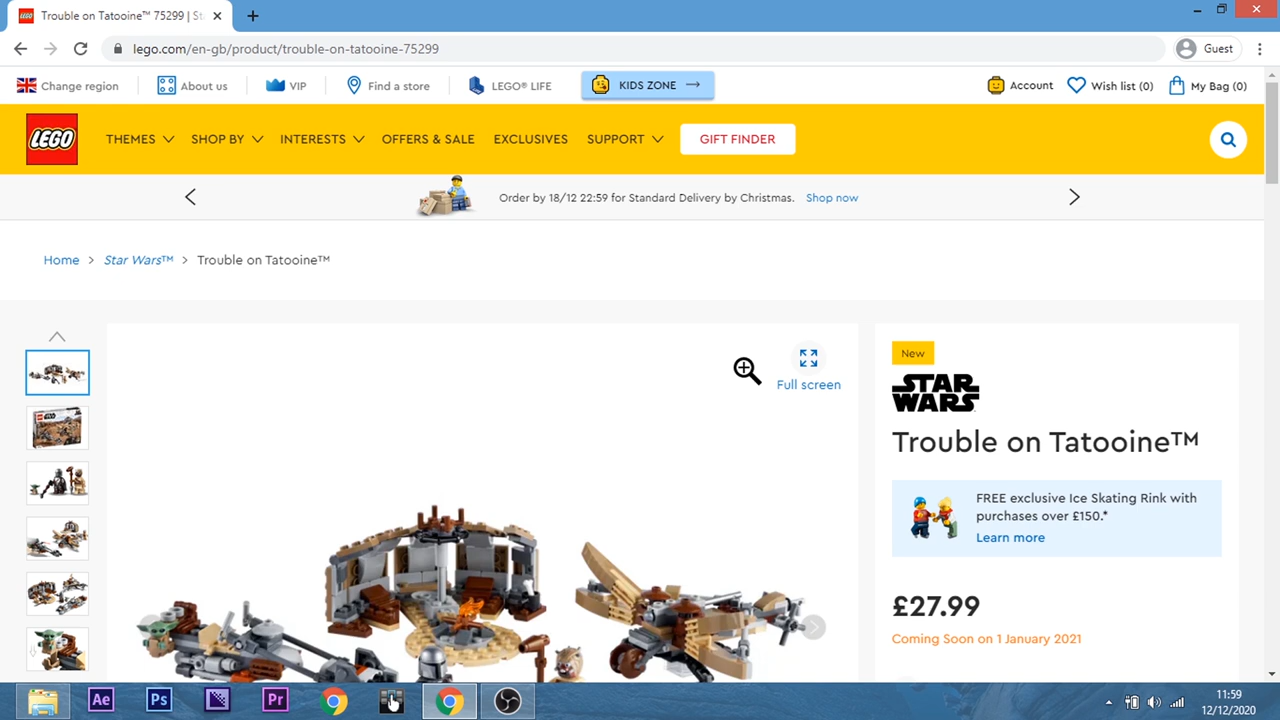 Trouble on Tatooine™ 75299 | St
lego.com/en-gb/product/trouble-on-tatooine-75299
Guest
Change region
About us
VIP
Find a store
LEGO® LIFE
KIDS ZONE
Account
Wish list (0)
My Bag (0)
LEGO
THEMES
SHOP BY
INTERESTS
OFFERS & SALE
EXCLUSIVES
SUPPORT
GIFT FINDER
Order by 18/12 22:59 for Standard Delivery by Christmas. Shop now
Home > Star Wars™ > Trouble on Tatooine™
Full screen
New
STAR WARS
Trouble on Tatooine™
FREE exclusive Ice Skating Rink with
purchases over £150.*
Learn more
£27.99
Coming Soon on 1 January 2021
Ae
Ps
Pr
11:59
12/12/2020